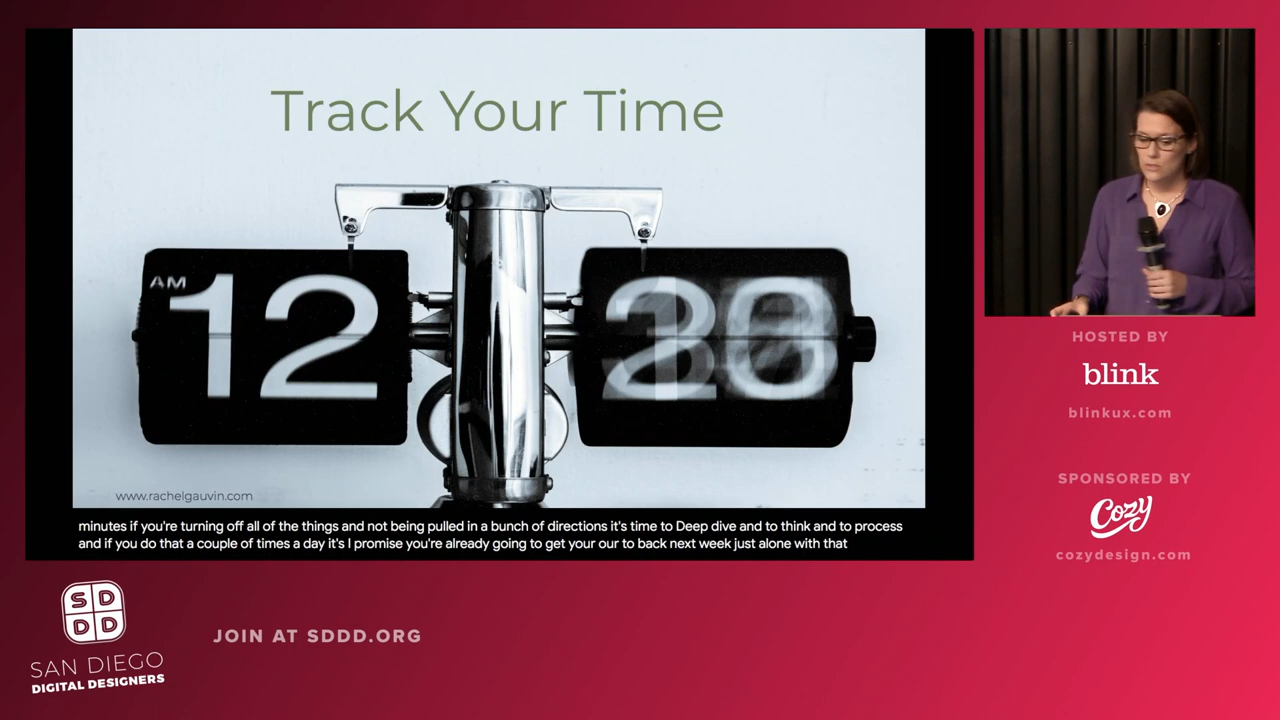 Track Your Time
AM
12
www.rachelgauvin.com
minutes if you're turning off all of the things and not being pulled in a bunch of directions it's time to Deep dive and to think and to process
and if you do that a couple of times a day it's I promise you're already going to get your our to back next week just alone with that
HOSTED BY
blink
blinkux.com
SPONSORED BY
Cozy
cozydesign.com
SD
DD
SAN DIEGO
DIGITAL DESIGNERS
JOIN AT SDDD.ORG